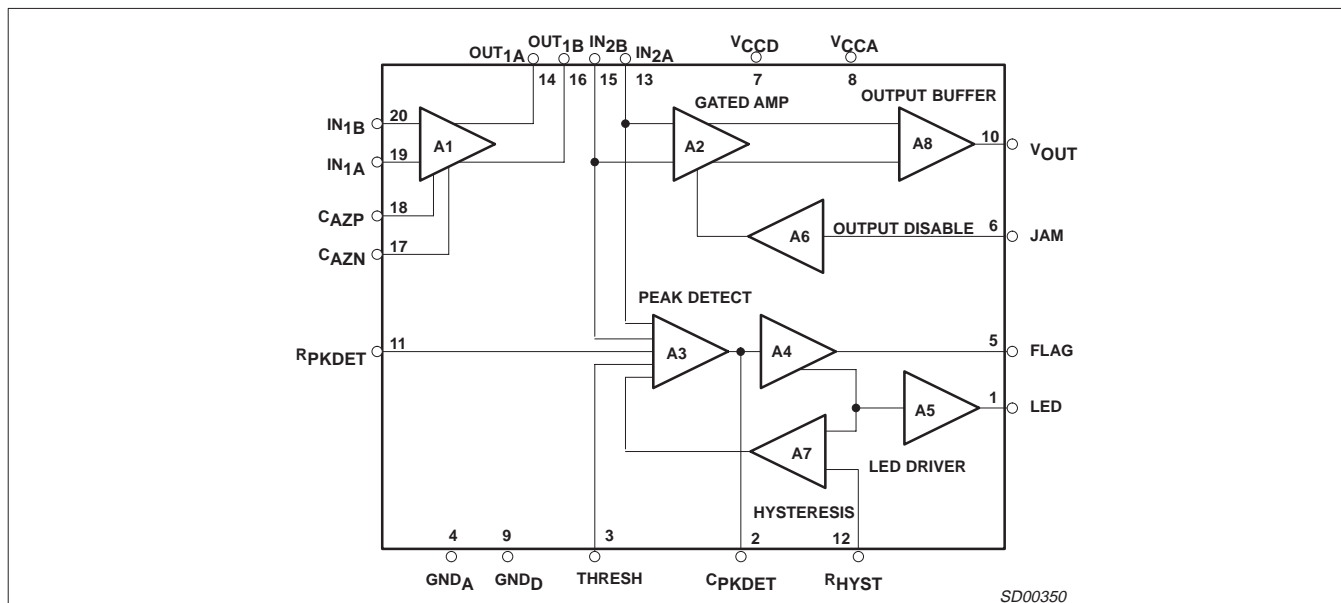 OUT1A
OUT1B
IN2B
IN2A
VCCD
VCCA
14
16
15
13
7
8
GATED AMP
OUTPUT BUFFER
IN1B
20
A1
A2
A8
10
VOUT
IN1A
19
CAZP
18
CAZN
17
A6
OUTPUT DISABLE
6
JAM
PEAK DETECT
RPKDET
11
A3
A4
5
FLAG
A5
1
LED
A7
LED DRIVER
HYSTERESIS
4
9
3
2
12
GNDA
GNDD
THRESH
CPKDET
RHYST
SD00350